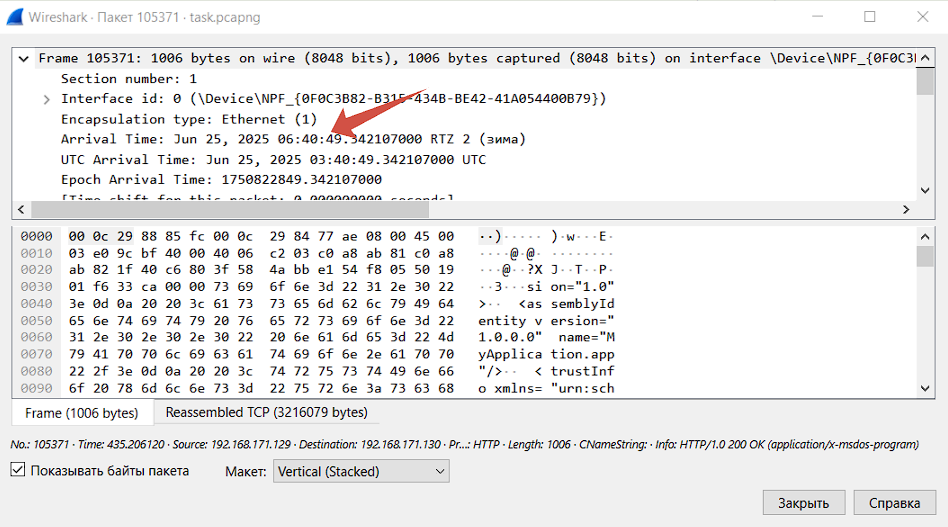 Wireshark · Пакет 105371 · task.pcapng
Frame 105371: 1006 bytes on wire (8048 bits), 1006 bytes captured (8048 bits) on interface \Device\NPF_{0F0C3
Section number: 1
Interface id: 0 (\Device\NPF_{0F0C3B82-B315-434B-BE42-41A054400B79})
Encapsulation type: Ethernet (1)
Arrival Time: Jun 25, 2025 06:40:49.342107000 RTZ 2 (зима)
UTC Arrival Time: Jun 25, 2025 03:40:49.342107000 UTC
Epoch Arrival Time: 1750822849.342107000
[Time shift for this packet: 0.000000000 seconds]
0000 00 0c 29 88 85 fc 00 0c 29 84 77 ae 08 00 45 00 ··)····· )·w···E·
0010 03 e0 9c bf 40 00 40 06 c2 03 c0 a8 ab 81 c0 a8 ····@·@· ········
0020 ab 82 1f 40 c6 80 3f 58 4a bb e1 54 f8 05 50 19 ···@··?X J··T··P·
0030 01 f6 33 ca 00 00 73 69 6f 6e 3d 22 31 2e 30 22 ··3···si on="1.0"
0040 3e 0d 0a 20 20 3c 61 73 73 65 6d 62 6c 79 49 64 >·· <as semblyId
0050 65 6e 74 69 74 79 20 76 65 72 73 69 6f 6e 3d 22 entity v ersion="
0060 31 2e 30 2e 30 2e 30 22 20 6e 61 6d 65 3d 22 4d 1.0.0.0" name="M
0070 79 41 70 70 6c 69 63 61 74 69 6f 6e 2e 61 70 70 yApplica tion.app
0080 22 2f 3e 0d 0a 20 20 3c 74 72 75 73 74 49 6e 66 "/>·· < trustInf
0090 6f 20 78 6d 6c 6e 73 3d 22 75 72 6e 3a 73 63 68 o xmlns= "urn:sch
Frame (1006 bytes) Reassembled TCP (3216079 bytes)
No.: 105371 · Time: 435.206120 · Source: 192.168.171.129 · Destination: 192.168.171.130 · Pr...: HTTP · Length: 1006 · CNameString: · Info: HTTP/1.0 200 OK (application/x-msdos-program)
Показывать байты пакета Макет: Vertical (Stacked)
Закрыть Справка